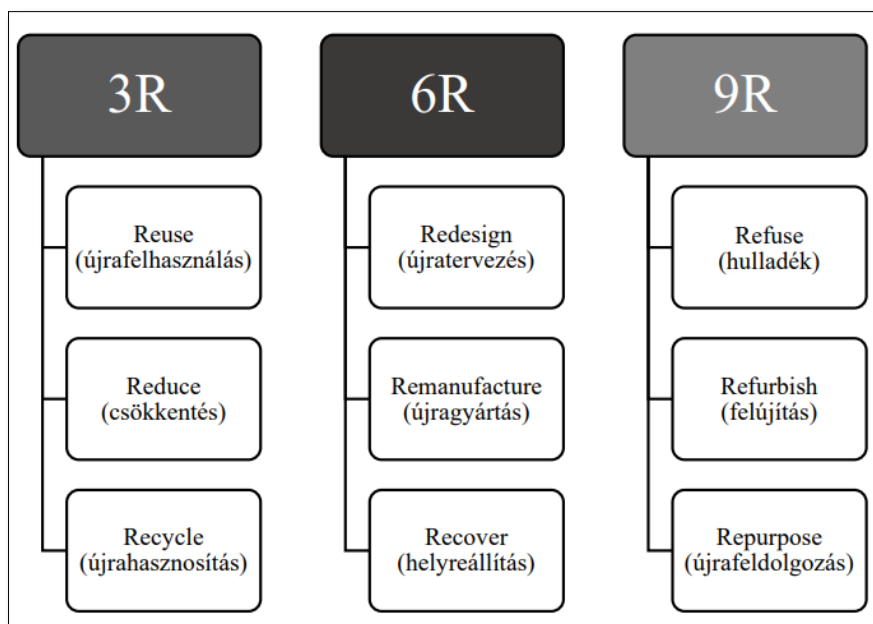 3R
Reuse
(újrafelhasználás)
Reduce
(csökkentés)
Recycle
(újrahasznosítás)
6R
Redesign
(újratervezés)
Remanufacture
(újragyártás)
Recover
(helyreállítás)
9R
Refuse
(hulladék)
Refurbish
(felújítás)
Repurpose
(újrafeldolgozás)